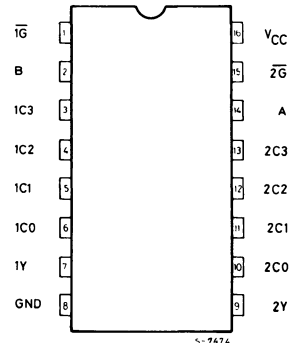 1G 1 16 VCC
B 2 15 2G
1C3 3 14 A
1C2 4 13 2C3
1C1 5 12 2C2
1C0 6 11 2C1
1Y 7 10 2C0
GND 8 9 2Y
S-7474